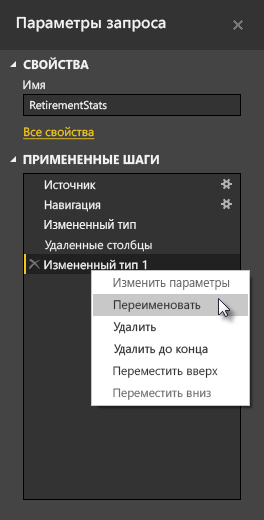 Параметры запроса
СВОЙСТВА
Имя
RetirementStats
Все свойства
ПРИМЕНЕННЫЕ ШАГИ
Источник
Навигация
Измененный тип
Удаленные столбцы
Измененный тип 1
Изменить параметры
Переименовать
Удалить
Удалить до конца
Переместить вверх
Переместить вниз